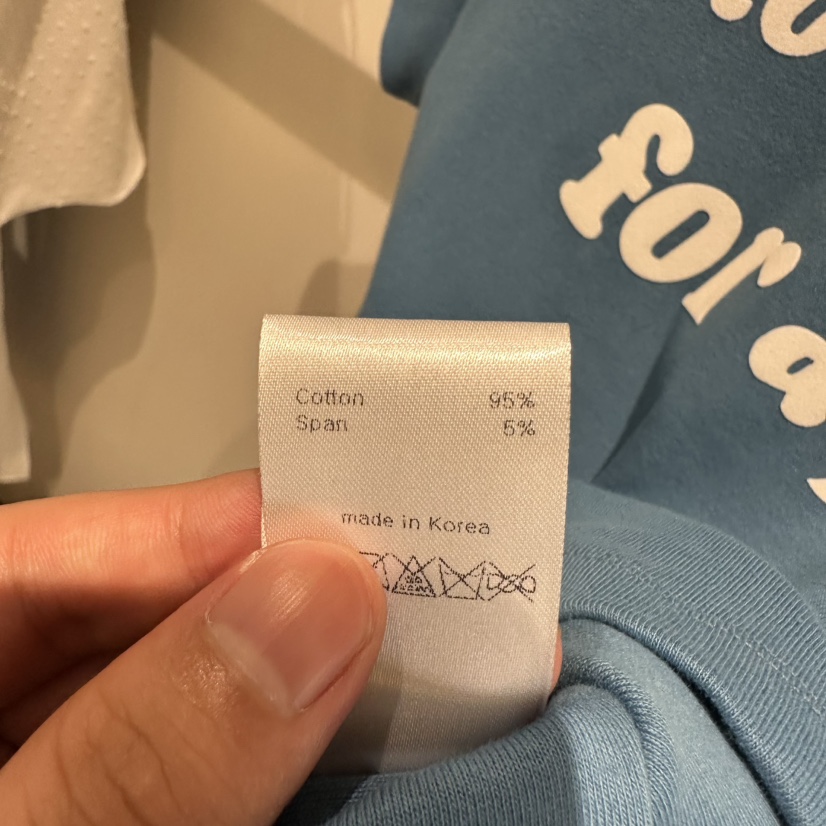 for a
Cotton 95%
Span 5%
made in Korea